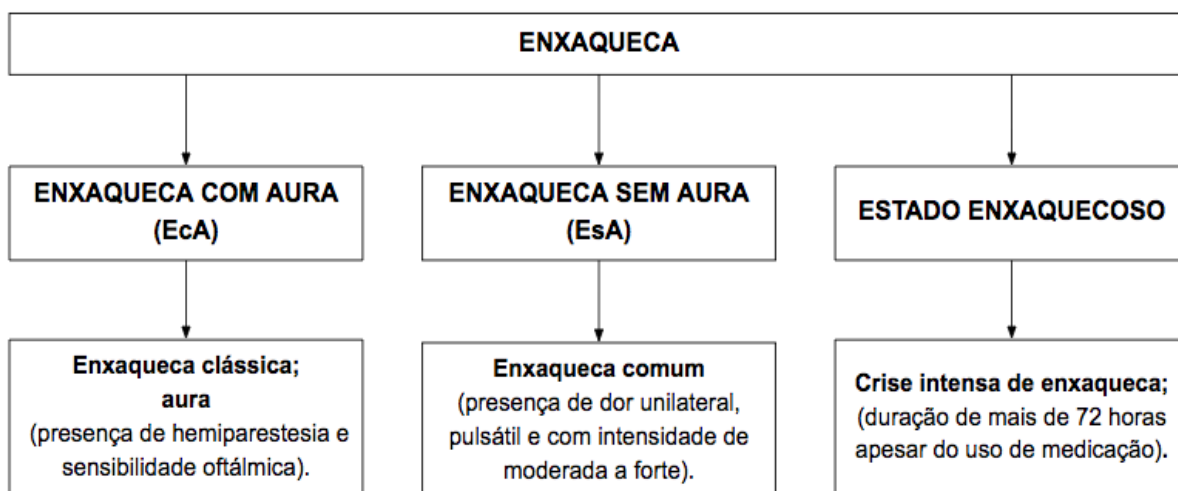 ENXAQUECA
ENXAQUECA COM AURA
(EcA)
ENXAQUECA SEM AURA
(EsA)
ESTADO ENXAQUECOSO
Enxaqueca clássica;
aura
(presença de hemiparestesia e
sensibilidade oftálmica).
Enxaqueca comum
(presença de dor unilateral,
pulsátil e com intensidade de
moderada a forte).
Crise intensa de enxaqueca;
(duração de mais de 72 horas
apesar do uso de medicação).